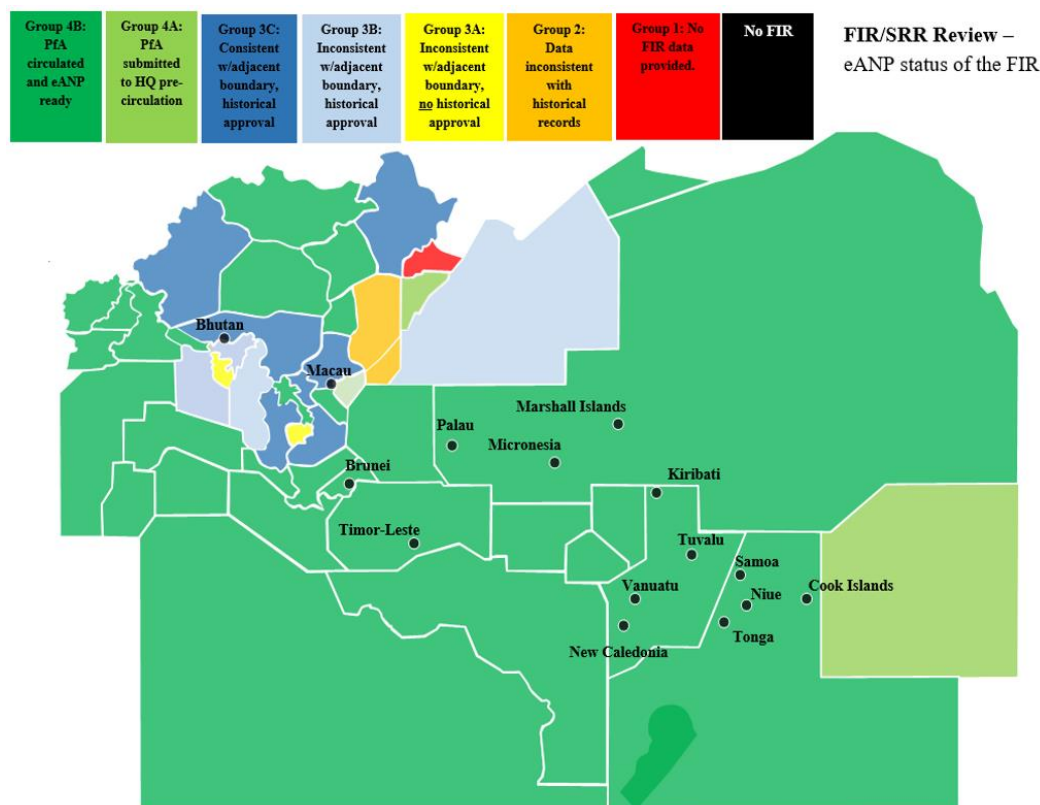 Group 4B:
PfA
circulated
and eANP
ready
Group 4A:
PfA
submitted
to HQ pre-
circulation
Group 3C:
Consistent
w/adjacent
boundary,
historical
approval
Group 3B:
Inconsistent
w/adjacent
boundary,
historical
approval
Group 3A:
Inconsistent
w/adjacent
boundary,
no historical
approval
Group 2:
Data
inconsistent
with
historical
records
Group 1: No
FIR data
provided.
No FIR
FIR/SRR Review –
eANP status of the FIR
Bhutan
Macau
Marshall Islands
Palau
Micronesia
Brunei
Kiribati
Timor-Leste
Tuvalu
Samoa
Vanuatu
Niue
Cook Islands
Tonga
New Caledonia